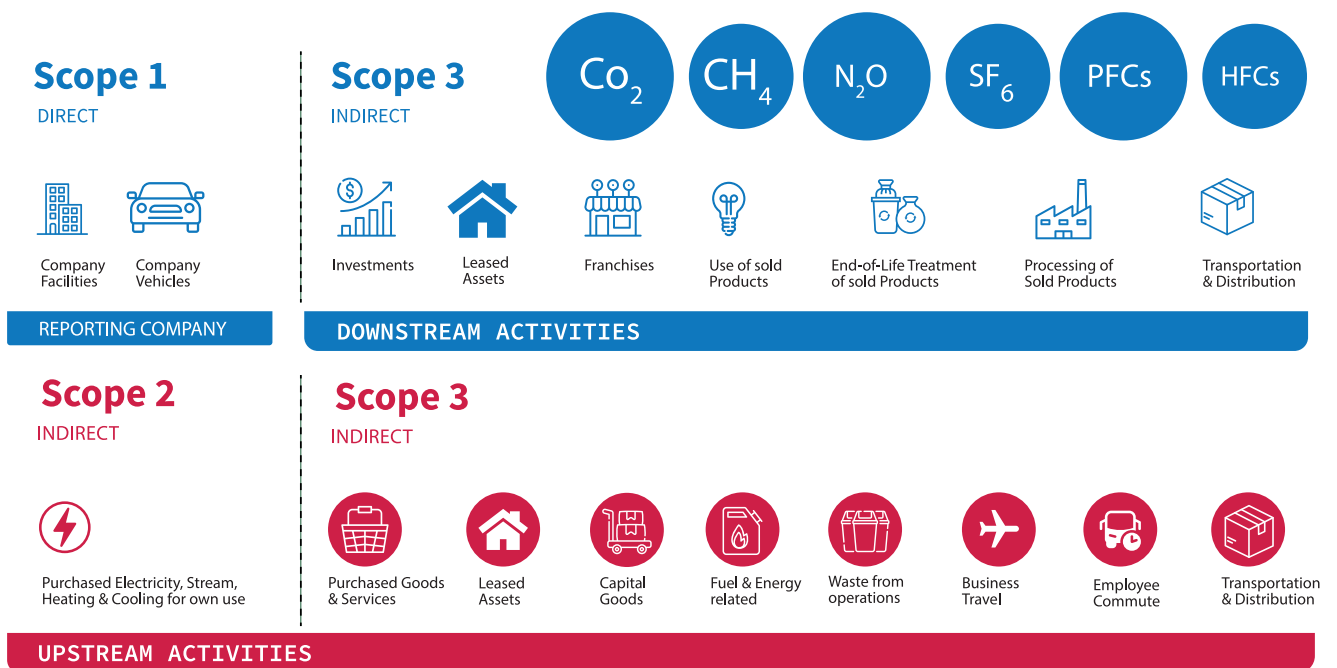 Scope 1
DIRECT
Company
Facilities
Company
Vehicles
REPORTING COMPANY
Scope 3
INDIRECT
Co2
CH4
N2O
SF6
PFCs
HFCs
$
Investments
Leased
Assets
Franchises
Use of sold
Products
End-of-Life Treatment
of sold Products
Processing of
Sold Products
Transportation
& Distribution
DOWNSTREAM ACTIVITIES
Scope 2
INDIRECT
Purchased Electricity, Stream,
Heating & Cooling for own use
Scope 3
INDIRECT
Purchased Goods
& Services
Leased
Assets
Capital
Goods
Fuel & Energy
related
Waste from
operations
Business
Travel
Employee
Commute
Transportation
& Distribution
UPSTREAM ACTIVITIES